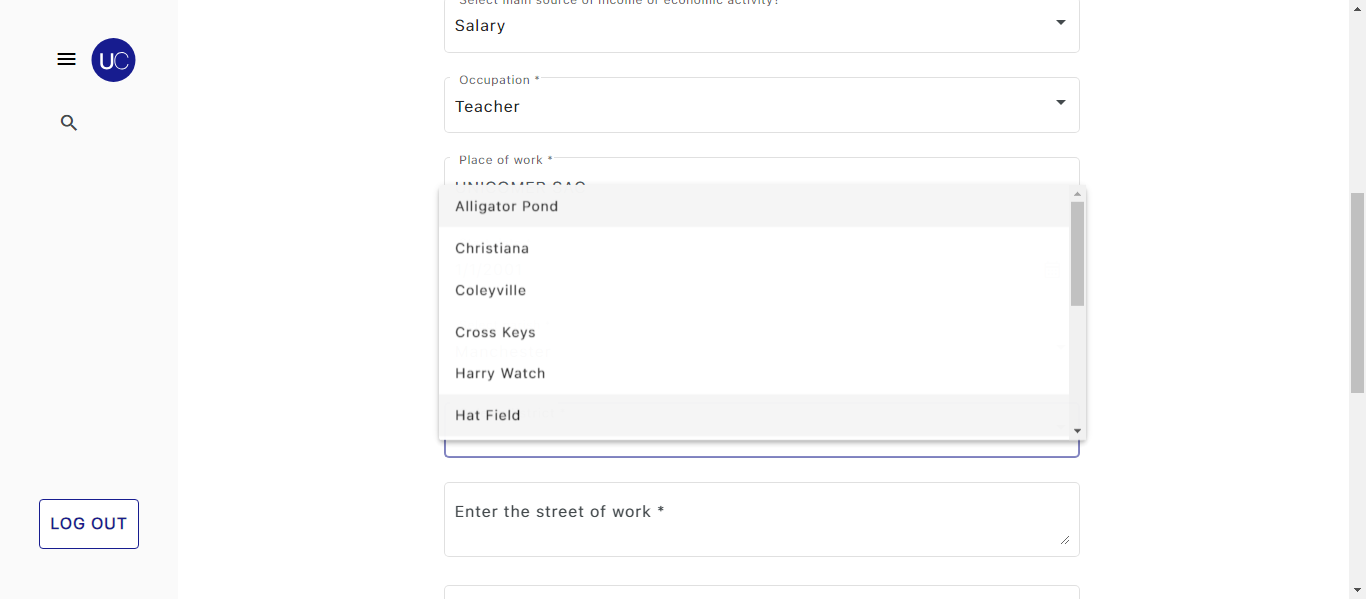 Select main source of income or economic activity?
Salary
UC
Occupation *
Teacher
Place of work *
UNICOMER SAC
Alligator Pond
Christiana
Coleyville
Cross Keys
Harry Watch
Hat Field
Enter the street of work *
LOG OUT